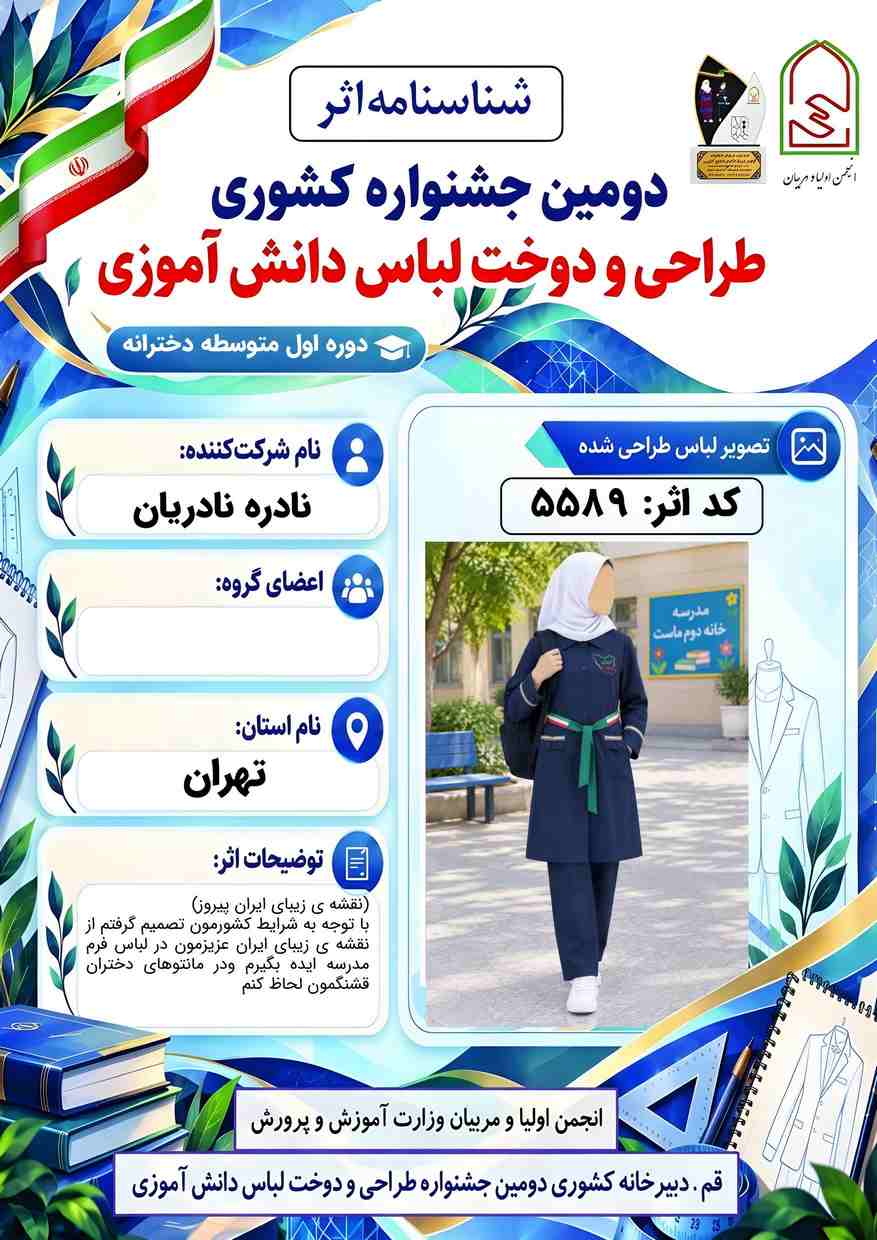 شناسنامه اثر
انجمن اولیا و مربیان
دومین جشنواره کشوری
طراحی و دوخت لباس دانش آموزی
دوره اول متوسطه دخترانه
تصویر لباس طراحی شده
کد اثر: ۵۵۸۹
مدرسه
خانه دوم ماست
نام شرکت‌کننده:
نادره نادریان
اعضای گروه:
نام استان:
تهران
توضیحات اثر:
(نقشه ی زیبای ایران پیروز)
با توجه به شرایط کشورمون تصمیم گرفتم از
نقشه ی زیبای ایران عزیزمون در لباس فرم
مدرسه ایده بگیرم ودر مانتوهای دختران
قشنگمون لحاظ کنم
انجمن اولیا و مربیان وزارت آموزش و پرورش
قم . دبیرخانه کشوری دومین جشنواره طراحی و دوخت لباس دانش آموزی